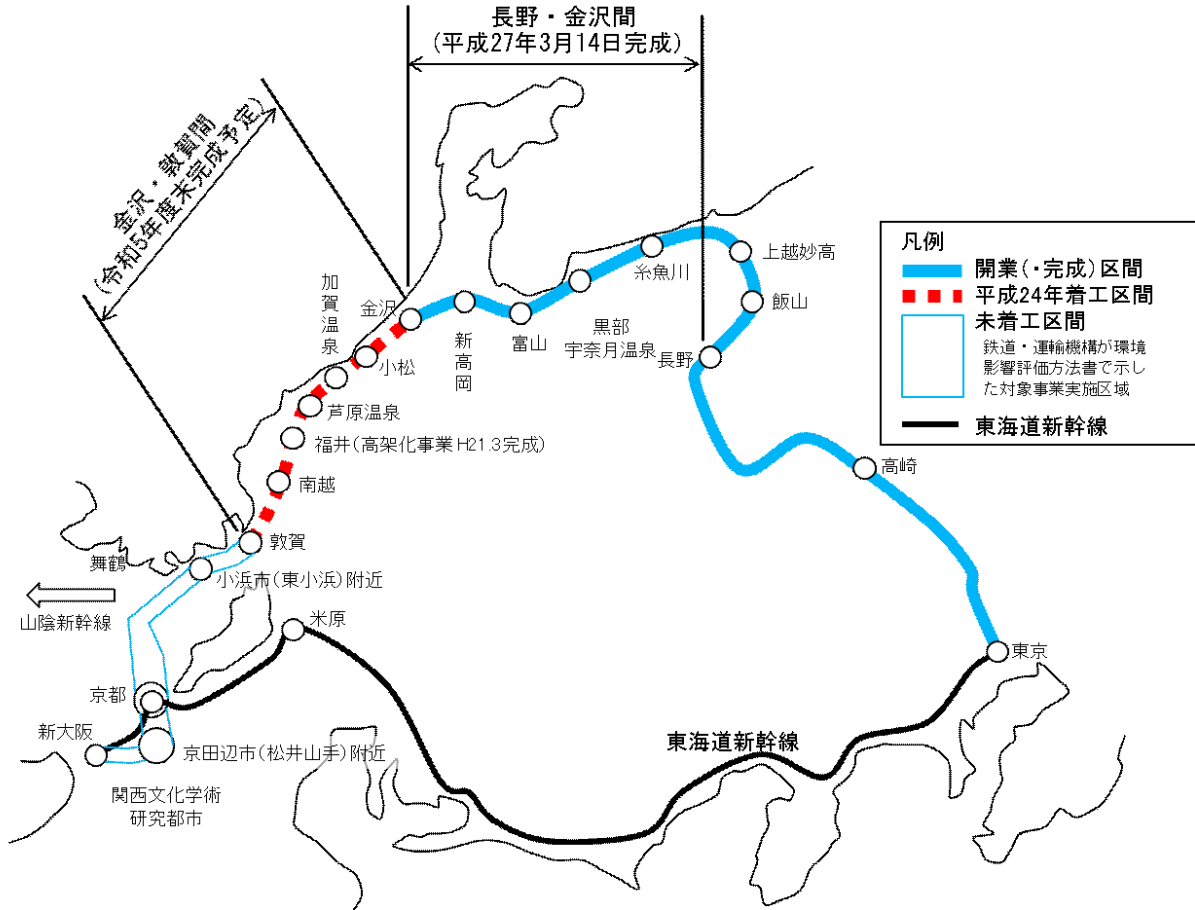 長野・金沢間
(平成27年3月14日完成)
金沢・敦賀間
(令和5年度末完成予定)
凡例
開業(・完成)区間
平成24年着工区間
未着工区間
鉄道・運輸機構が環境
影響評価方法書で示し
た対象事業実施区域
東海道新幹線
上越妙高
糸魚川
飯山
加賀温泉
金沢
新高岡
富山
黒部
宇奈月温泉
長野
小松
芦原温泉
福井(高架化事業H21.3完成)
高崎
南越
敦賀
舞鶴
小浜市(東小浜)附近
山陰新幹線
米原
東京
京都
新大阪
京田辺市(松井山手)附近
東海道新幹線
関西文化学術
研究都市